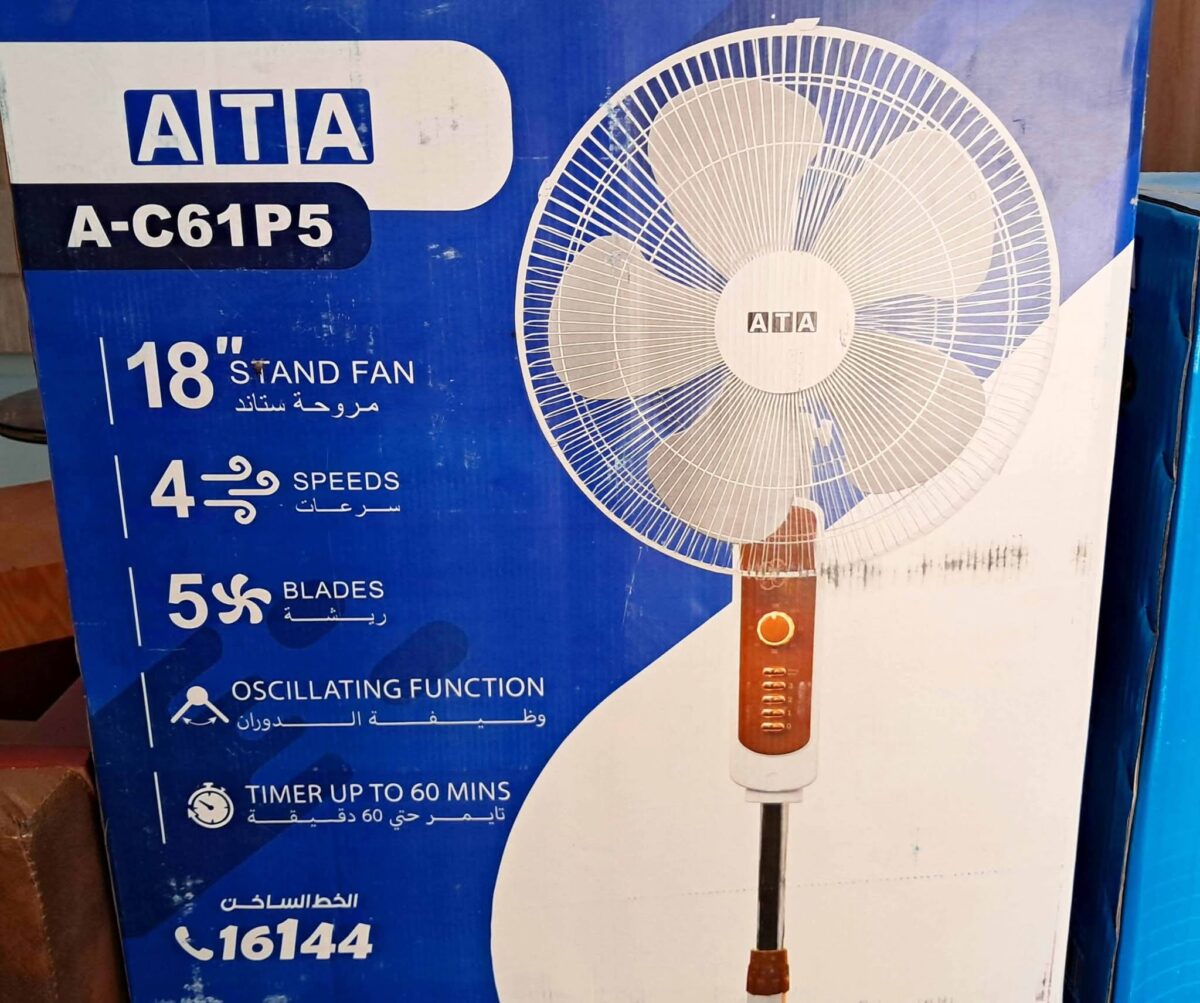 ATA
A-C61P5
18" STAND FAN
مروحة ستاند
4 SPEEDS
سرعات
5 BLADES
ريشة
OSCILLATING FUNCTION
وظيفة الدوران
TIMER UP TO 60 MINS
تايمر حتي 60 دقيقة
الخط الساخن
16144
ATA